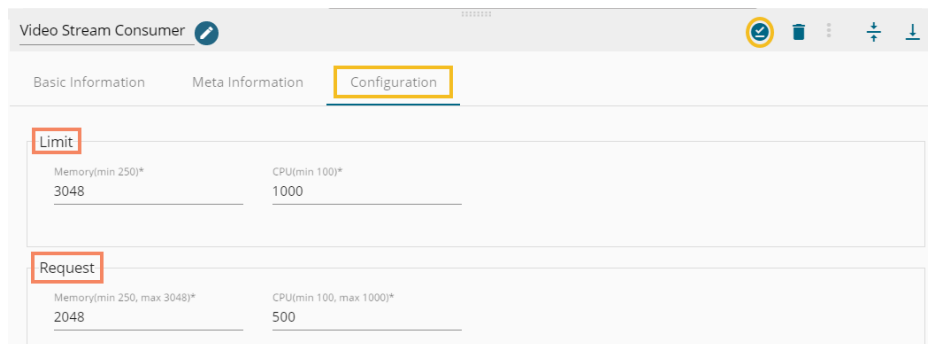 Video Stream Consumer
Basic Information Meta Information Configuration
Limit
Memory(min 250)* CPU(min 100)*
3048 1000
Request
Memory(min 250, max 3048)* CPU(min 100, max 1000)*
2048 500